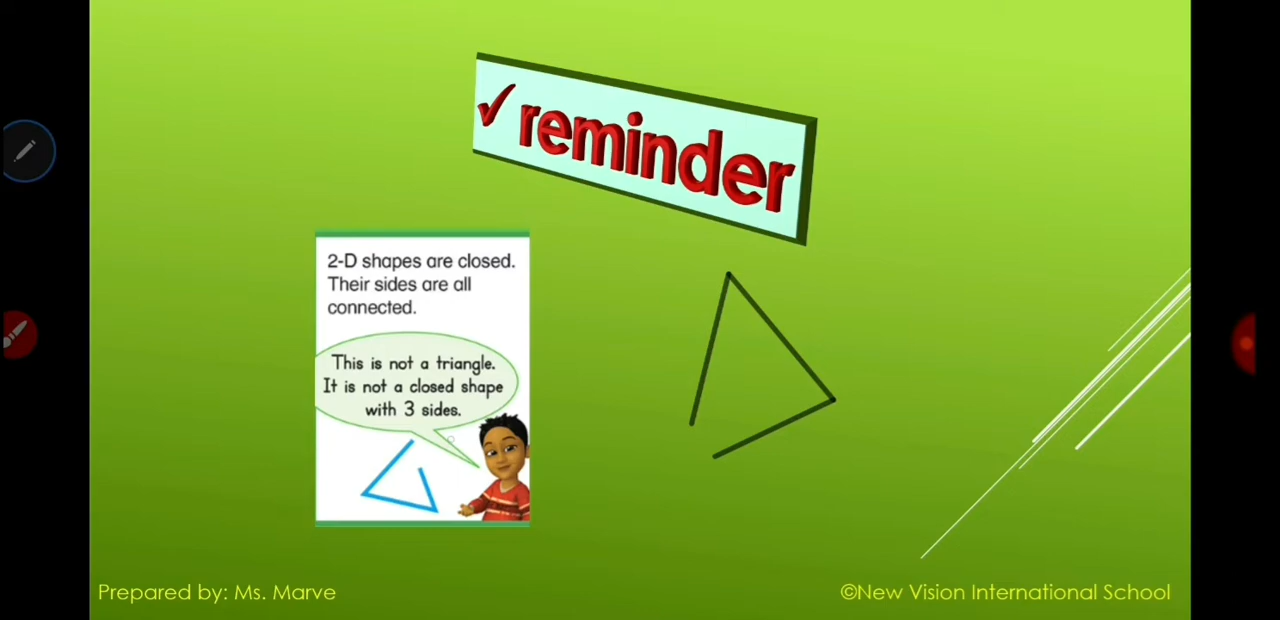 ✓reminder
2-D shapes are closed.
Their sides are all
connected.
This is not a triangle.
It is not a closed shape
with 3 sides.
Prepared by: Ms. Marve
©New Vision International School